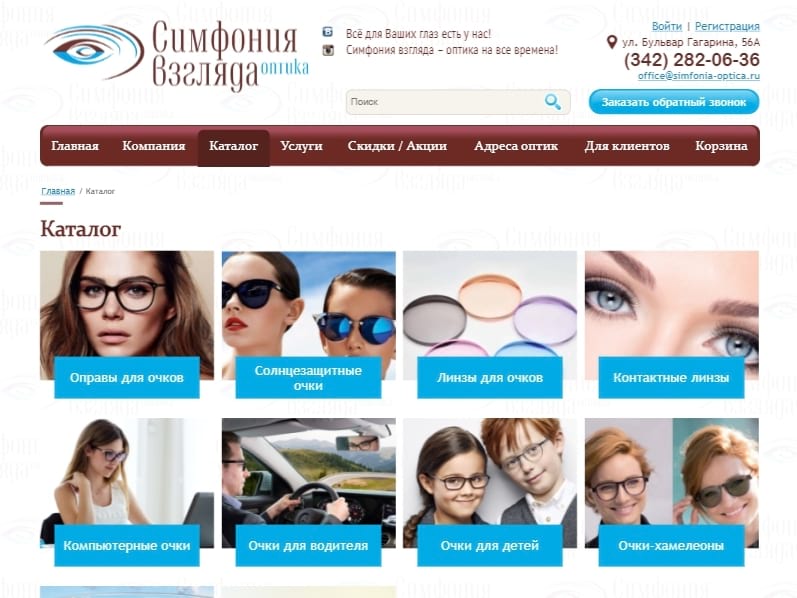 Симфония
взгляда
оптика
Всё для Ваших глаз есть у нас!
Симфония взгляда – оптика на все времена!
Войти | Регистрация
ул. Бульвар Гагарина, 56А
(342) 282-06-36
office@simfonia-optica.ru
Поиск
Заказать обратный звонок
Главная Компания Каталог Услуги Скидки / Акции Адреса оптик Для клиентов Корзина
Главная / Каталог
Каталог
Оправы для очков
Солнцезащитные
очки
Линзы для очков
Контактные линзы
Компьютерные очки
Очки для водителя
Очки для детей
Очки-хамелеоны